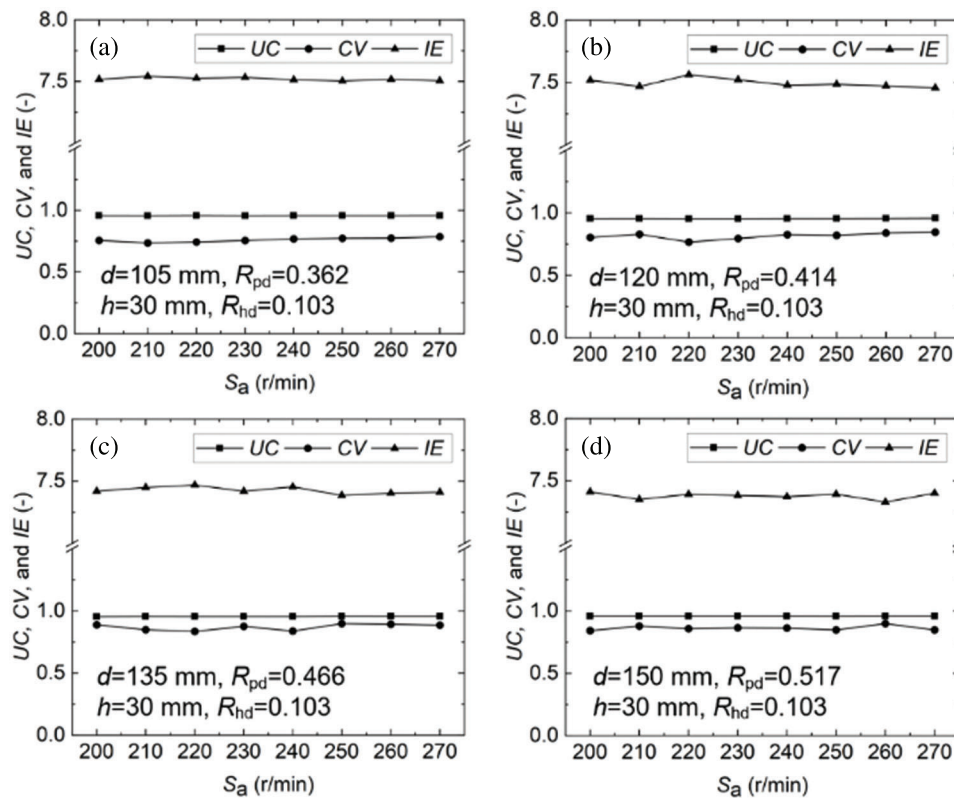 (a)
UC CV IE
8.0
7.5
1.0
0.5
0.0
UC, CV, and IE (-)
d=105 mm, Rpd=0.362
h=30 mm, Rhd=0.103
200 210 220 230 240 250 260 270
Sa (r/min)
(b)
UC CV IE
8.0
7.5
1.0
0.5
0.0
UC, CV, and IE (-)
d=120 mm, Rpd=0.414
h=30 mm, Rhd=0.103
200 210 220 230 240 250 260 270
Sa (r/min)
(c)
UC CV IE
8.0
7.5
1.0
0.5
0.0
UC, CV, and IE (-)
d=135 mm, Rpd=0.466
h=30 mm, Rhd=0.103
200 210 220 230 240 250 260 270
Sa (r/min)
(d)
UC CV IE
8.0
7.5
1.0
0.5
0.0
UC, CV, and IE (-)
d=150 mm, Rpd=0.517
h=30 mm, Rhd=0.103
200 210 220 230 240 250 260 270
Sa (r/min)